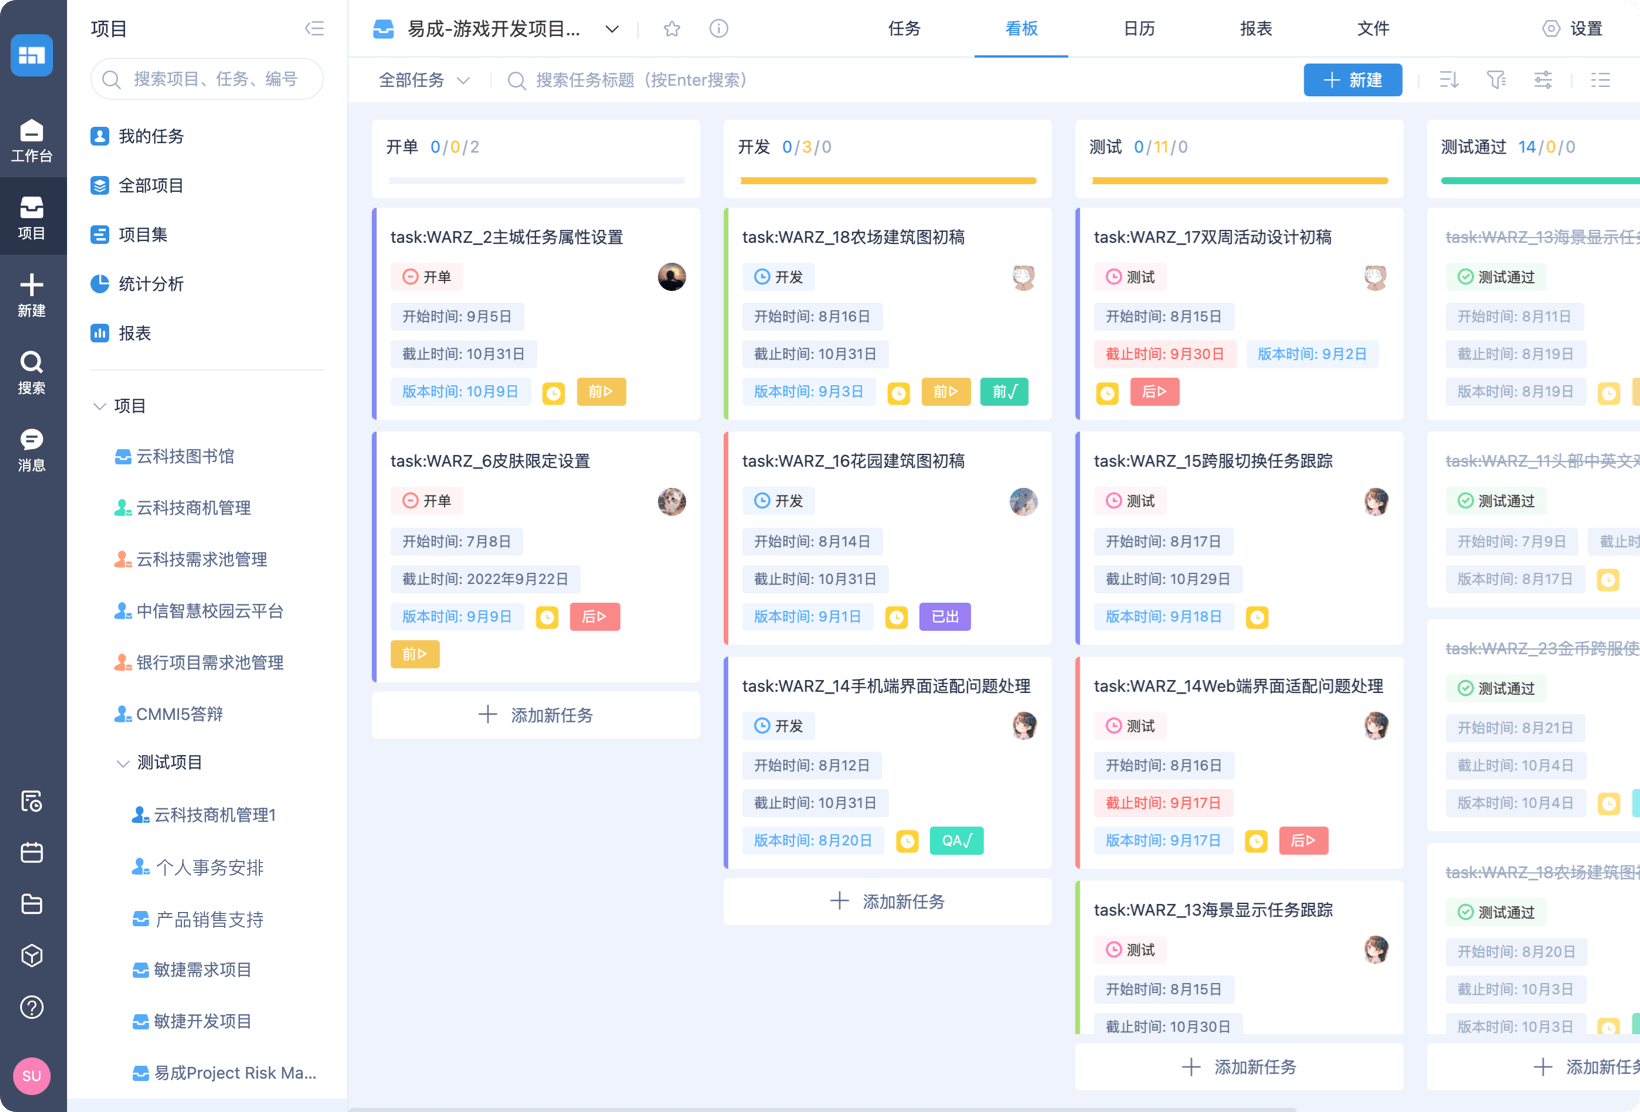 工作台
项目
新建
搜索
消息
SU
项目
搜索项目、任务、编号
我的任务
全部项目
项目集
统计分析
报表
项目
云科技图书馆
云科技商机管理
云科技需求池管理
中信智慧校园云平台
银行项目需求池管理
CMMI5答辩
测试项目
云科技商机管理1
个人事务安排
产品销售支持
敏捷需求项目
敏捷开发项目
易成Project Risk Ma...
易成-游戏开发项目...
任务
看板
日历
报表
文件
设置
全部任务
搜索任务标题（按Enter搜索）
新建
开单 0/0/2
task:WARZ_2主城任务属性设置
开单
开始时间: 9月5日
截止时间: 10月31日
版本时间: 10月9日 前▷
task:WARZ_6皮肤限定设置
开单
开始时间: 7月8日
截止时间: 2022年9月22日
版本时间: 9月9日 后▷
前▷
添加新任务
开发 0/3/0
task:WARZ_18农场建筑图初稿
开发
开始时间: 8月16日
截止时间: 10月31日
版本时间: 9月3日 前▷ 前√
task:WARZ_16花园建筑图初稿
开发
开始时间: 8月14日
截止时间: 10月31日
版本时间: 9月1日 已出
task:WARZ_14手机端界面适配问题处理
开发
开始时间: 8月12日
截止时间: 10月31日
版本时间: 8月20日 QA√
添加新任务
测试 0/11/0
task:WARZ_17双周活动设计初稿
测试
开始时间: 8月15日
截止时间: 9月30日 版本时间: 9月2日
后▷
task:WARZ_15跨服切换任务跟踪
测试
开始时间: 8月17日
截止时间: 10月29日
版本时间: 9月18日
task:WARZ_14Web端界面适配问题处理
测试
开始时间: 8月16日
截止时间: 9月17日
版本时间: 9月17日 后▷
task:WARZ_13海景显示任务跟踪
测试
开始时间: 8月15日
截止时间: 10月30日
添加新任务
测试通过 14/0/0
task:WARZ_13海景显示任
测试通过
开始时间: 8月11日
截止时间: 8月19日
版本时间: 8月19日
task:WARZ_11头部中英文
测试通过
开始时间: 7月9日 截止时
版本时间: 8月17日
task:WARZ_23金币跨服使
测试通过
开始时间: 8月21日
截止时间: 10月4日
版本时间: 10月4日
task:WARZ_18农场建筑图
测试通过
开始时间: 8月20日
截止时间: 10月3日
版本时间: 10月3日
添加新任务